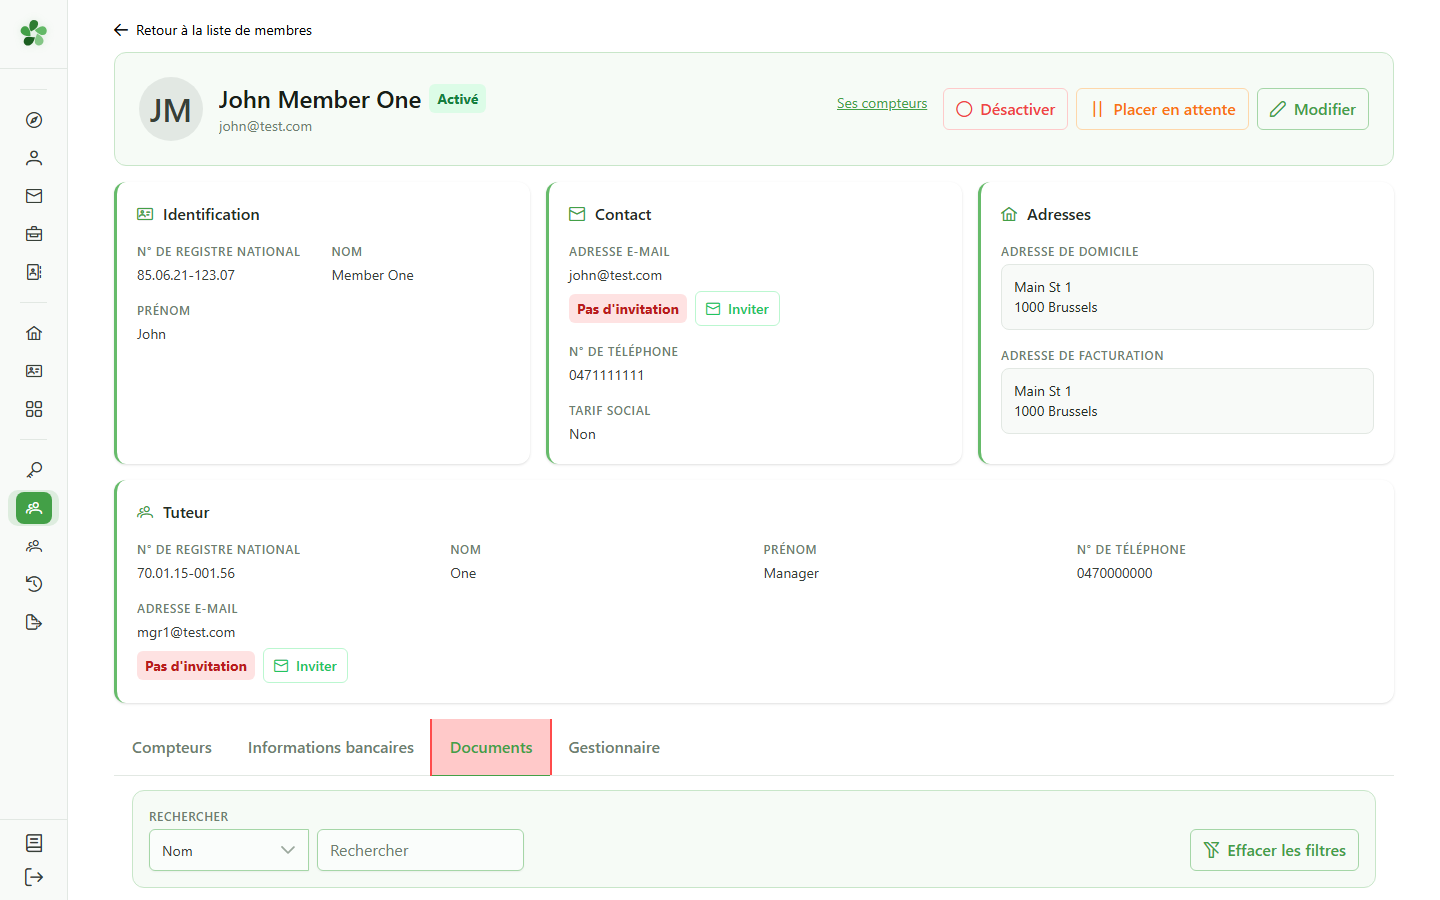 Retour à la liste de membres
JM
John Member One
Activé
john@test.com
Ses compteurs
Désactiver
Placer en attente
Modifier
Identification
N° DE REGISTRE NATIONAL
NOM
85.06.21-123.07
Member One
PRÉNOM
John
Contact
ADRESSE E-MAIL
john@test.com
Pas d'invitation
Inviter
N° DE TÉLÉPHONE
0471111111
TARIF SOCIAL
Non
Adresses
ADRESSE DE DOMICILE
Main St 1
1000 Brussels
ADRESSE DE FACTURATION
Main St 1
1000 Brussels
Tuteur
N° DE REGISTRE NATIONAL
NOM
PRÉNOM
N° DE TÉLÉPHONE
70.01.15-001.56
One
Manager
0470000000
ADRESSE E-MAIL
mgr1@test.com
Pas d'invitation
Inviter
Compteurs
Informations bancaires
Documents
Gestionnaire
RECHERCHER
Nom
Rechercher
Effacer les filtres